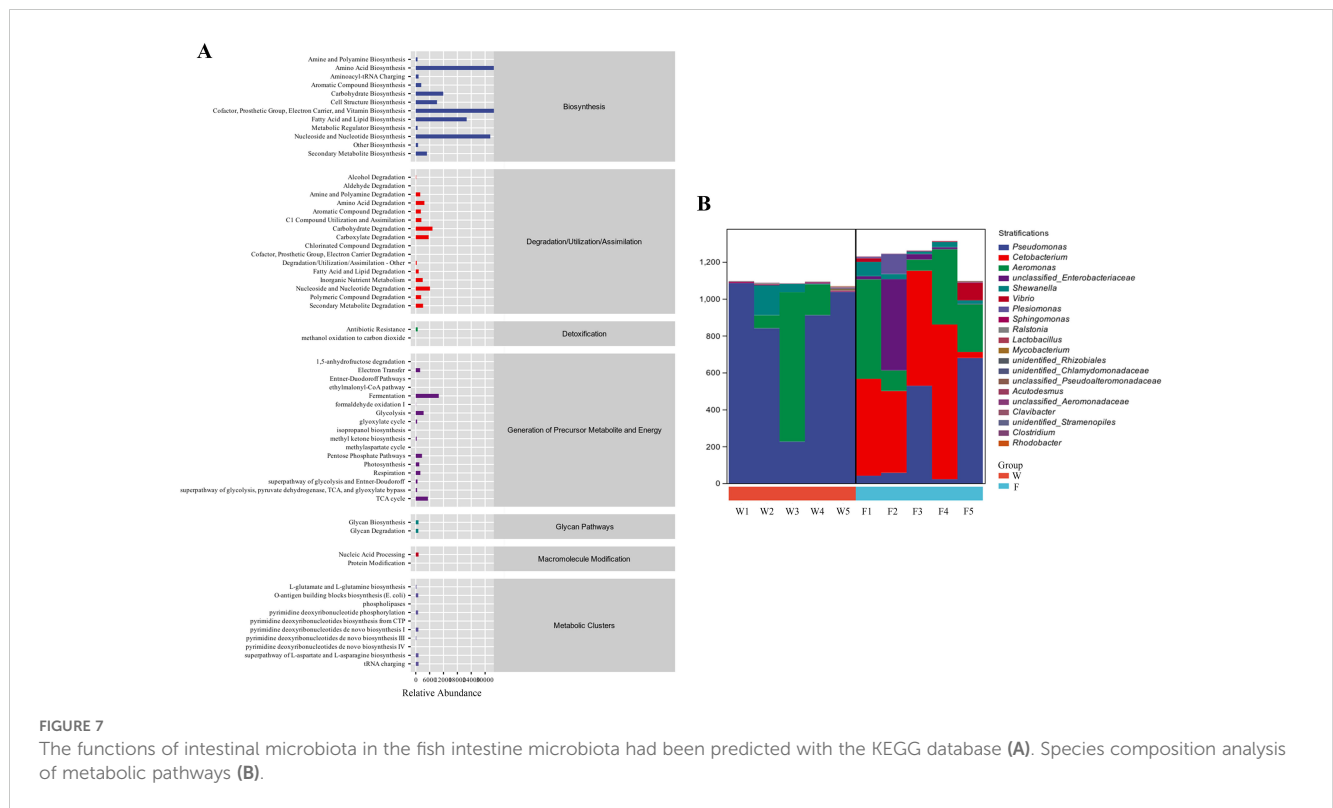 A
Amine and Polyamine Biosynthesis
Amino Acid Biosynthesis
Aminoacyl-tRNA Charging
Aromatic Compound Biosynthesis
Carbohydrate Biosynthesis
Cell Structure Biosynthesis
Cofactor, Prosthetic Group, Electron Carrier, and Vitamin Biosynthesis
Fatty Acid and Lipid Biosynthesis
Metabolic Regulator Biosynthesis
Nucleoside and Nucleotide Biosynthesis
Other Biosynthesis
Secondary Metabolite Biosynthesis
Biosynthesis
Alcohol Degradation
Aldehyde Degradation
Amine and Polyamine Degradation
Amino Acid Degradation
Aromatic Compound Degradation
C1 Compound Utilization and Assimilation
Carbohydrate Degradation
Carboxylate Degradation
Chlorinated Compound Degradation
Cofactor, Prosthetic Group, Electron Carrier Degradation
Degradation/Utilization/Assimilation - Other
Fatty Acid and Lipid Degradation
Inorganic Nutrient Metabolism
Nucleoside and Nucleotide Degradation
Polymeric Compound Degradation
Secondary Metabolite Degradation
Degradation/Utilization/Assimilation
Antibiotic Resistance
methanol oxidation to carbon dioxide
Detoxification
1,5-anhydrofructose degradation
Electron Transfer
Entner-Duodoroff Pathways
ethylmalonyl-CoA pathway
Fermentation
formaldehyde oxidation I
Glycolysis
glyoxylate cycle
isopropanol biosynthesis
methyl ketone biosynthesis
methylaspartate cycle
Pentose Phosphate Pathways
Photosynthesis
Respiration
superpathway of glycolysis and Entner-Doudoroff
superpathway of glycolysis, pyruvate dehydrogenase, TCA, and glyoxylate bypass
TCA cycle
Generation of Precursor Metabolite and Energy
Glycan Biosynthesis
Glycan Degradation
Glycan Pathways
Nucleic Acid Processing
Protein Modification
Macromolecule Modification
L-glutamate and L-glutamine biosynthesis
O-antigen building blocks biosynthesis (E. coli)
phospholipases
pyrimidine deoxyribonucleotide phosphorylation
pyrimidine deoxyribonucleotides biosynthesis from CTP
pyrimidine deoxyribonucleotides de novo biosynthesis I
pyrimidine deoxyribonucleotides de novo biosynthesis III
pyrimidine deoxyribonucleotides de novo biosynthesis IV
superpathway of L-aspartate and L-asparagine biosynthesis
tRNA charging
Metabolic Clusters
0 6000 12000 18000 24000 30000
Relative Abundance
B
1,200
1,000
800
600
400
200
0
W1 W2 W3 W4 W5 F1 F2 F3 F4 F5
Stratifications
Pseudomonas
Cetobacterium
Aeromonas
unclassified_Enterobacteriaceae
Shewanella
Vibrio
Plesiomonas
Sphingomonas
Ralstonia
Lactobacillus
Mycobacterium
unidentified_Rhizobiales
unidentified_Chlamydomonadaceae
unclassified_Pseudoalteromonadaceae
Acutodesmus
unclassified_Aeromonadaceae
Clavibacter
unidentified_Stramenopiles
Clostridium
Rhodobacter
Group
W
F
FIGURE 7
The functions of intestinal microbiota in the fish intestine microbiota had been predicted with the KEGG database (A). Species composition analysis
of metabolic pathways (B).